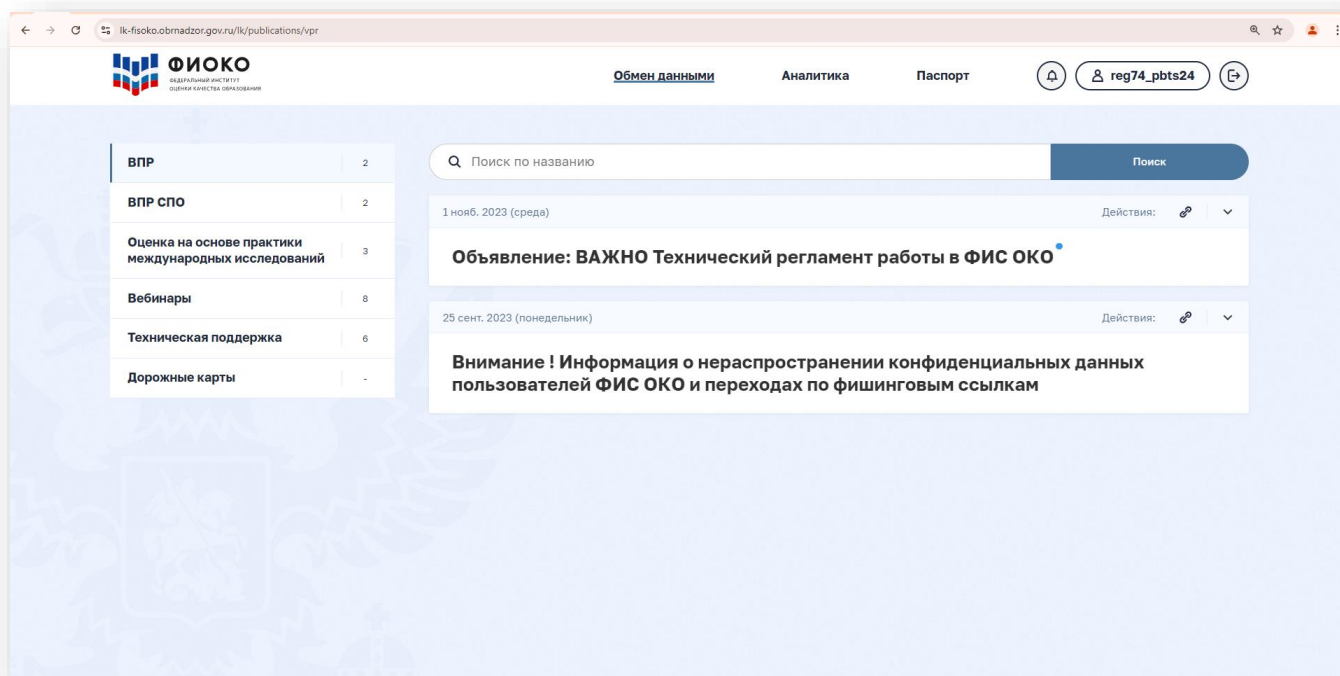 lk-fisoko.obrnadzor.gov.ru/lk/publications/vpr
ФИОКО
ФЕДЕРАЛЬНЫЙ ИНСТИТУТ
ОЦЕНКИ КАЧЕСТВА ОБРАЗОВАНИЯ
Обмен данными
Аналитика
Паспорт
reg74_pbts24
ВПР 2
ВПР СПО 2
Оценка на основе практики
международных исследований 3
Вебинары 8
Техническая поддержка 6
Дорожные карты -
Поиск по названию
Поиск
1 нояб. 2023 (среда) Действия:
Объявление: ВАЖНО Технический регламент работы в ФИС ОКО
25 сент. 2023 (понедельник) Действия:
Внимание ! Информация о нераспространении конфиденциальных данных
пользователей ФИС ОКО и переходах по фишинговым ссылкам